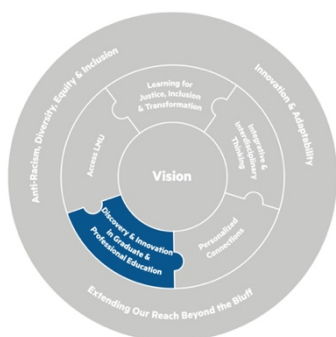 Anti-Racism, Diversity, Equity & Inclusion
Innovation & Adaptability
Extending Our Reach Beyond the Bluff
Learning for
Justice, Inclusion
& Transformation
Integrative &
Interdisciplinary
Thinking
Personalized
Connections
Discovery & Innovation
in Graduate &
Professional Education
Access LMU
Vision